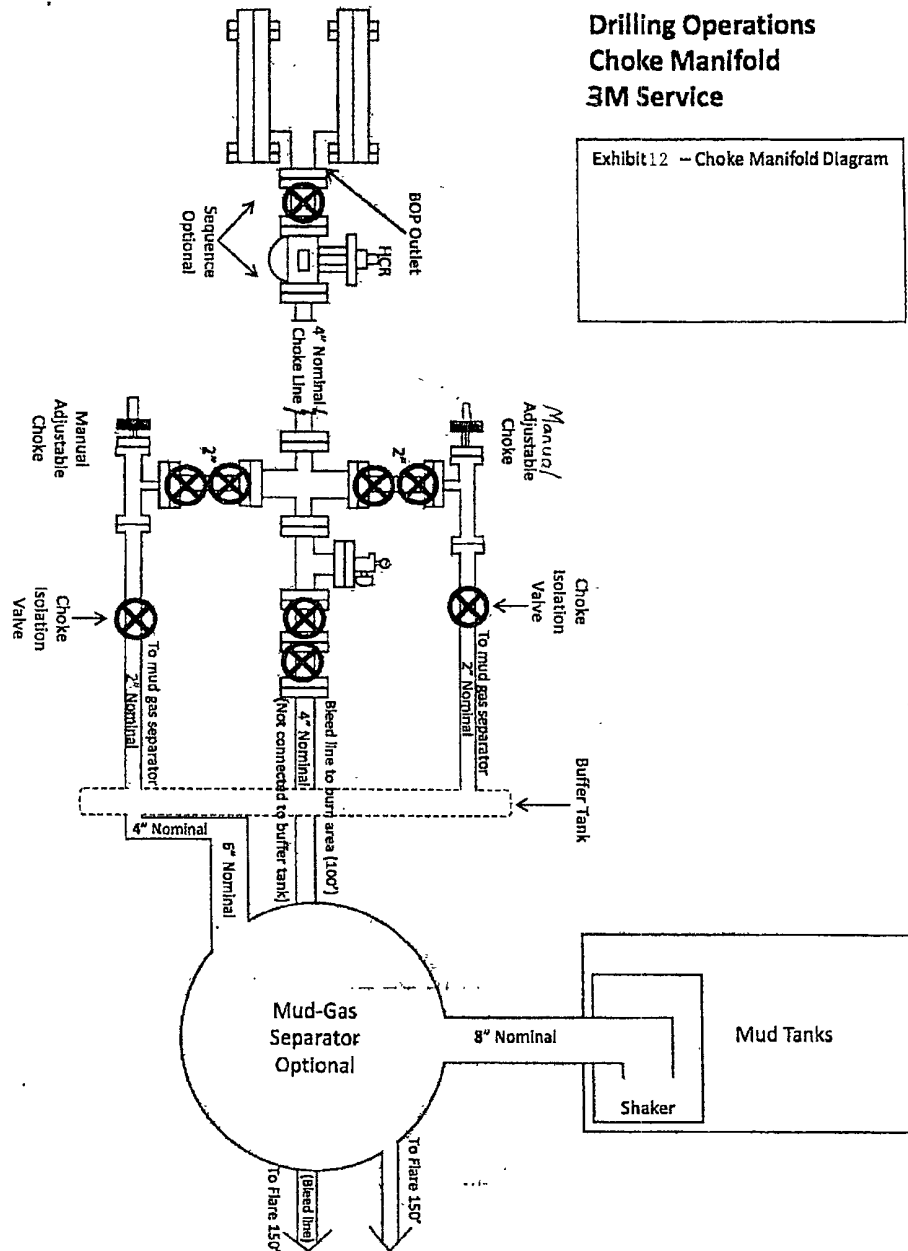 Drilling Operations
Choke Manifold
3M Service
Exhibit 12 – Choke Manifold Diagram
BOP Outlet
Sequence
Optional
HCR
4" Nominal
Choke Line
Manual
Adjustable
Choke
2"
2"
Manual
Adjustable
Choke
Choke
Isolation
Valve
Choke
Isolation
Valve
To mud gas separator
2" Nominal
Bleed line to burn area (100')
4" Nominal
(Not connected to buffer tank)
To mud gas separator
2" Nominal
Buffer Tank
4" Nominal
6" Nominal
Mud-Gas
Separator
Optional
8" Nominal
Mud Tanks
Shaker
To Flare 150'
(Bleed line)
To Flare 150'